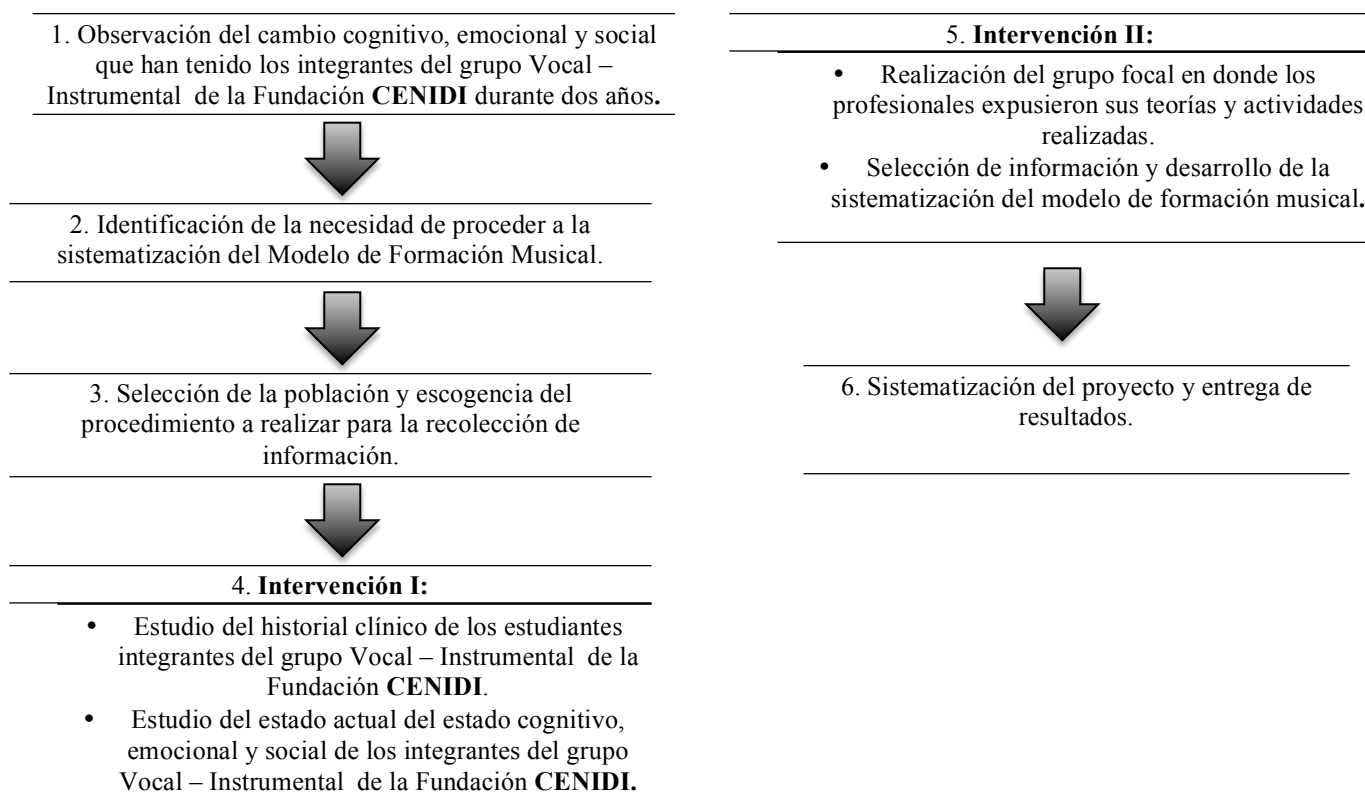 1. Observación del cambio cognitivo, emocional y social
que han tenido los integrantes del grupo Vocal –
Instrumental de la Fundación CENIDI durante dos años.
2. Identificación de la necesidad de proceder a la
sistematización del Modelo de Formación Musical.
3. Selección de la población y escogencia del
procedimiento a realizar para la recolección de
información.
4. Intervención I:
• Estudio del historial clínico de los estudiantes
integrantes del grupo Vocal – Instrumental de la
Fundación CENIDI.
• Estudio del estado actual del estado cognitivo,
emocional y social de los integrantes del grupo
Vocal – Instrumental de la Fundación CENIDI.
5. Intervención II:
• Realización del grupo focal en donde los
profesionales expusieron sus teorías y actividades
realizadas.
• Selección de información y desarrollo de la
sistematización del modelo de formación musical.
6. Sistematización del proyecto y entrega de
resultados.